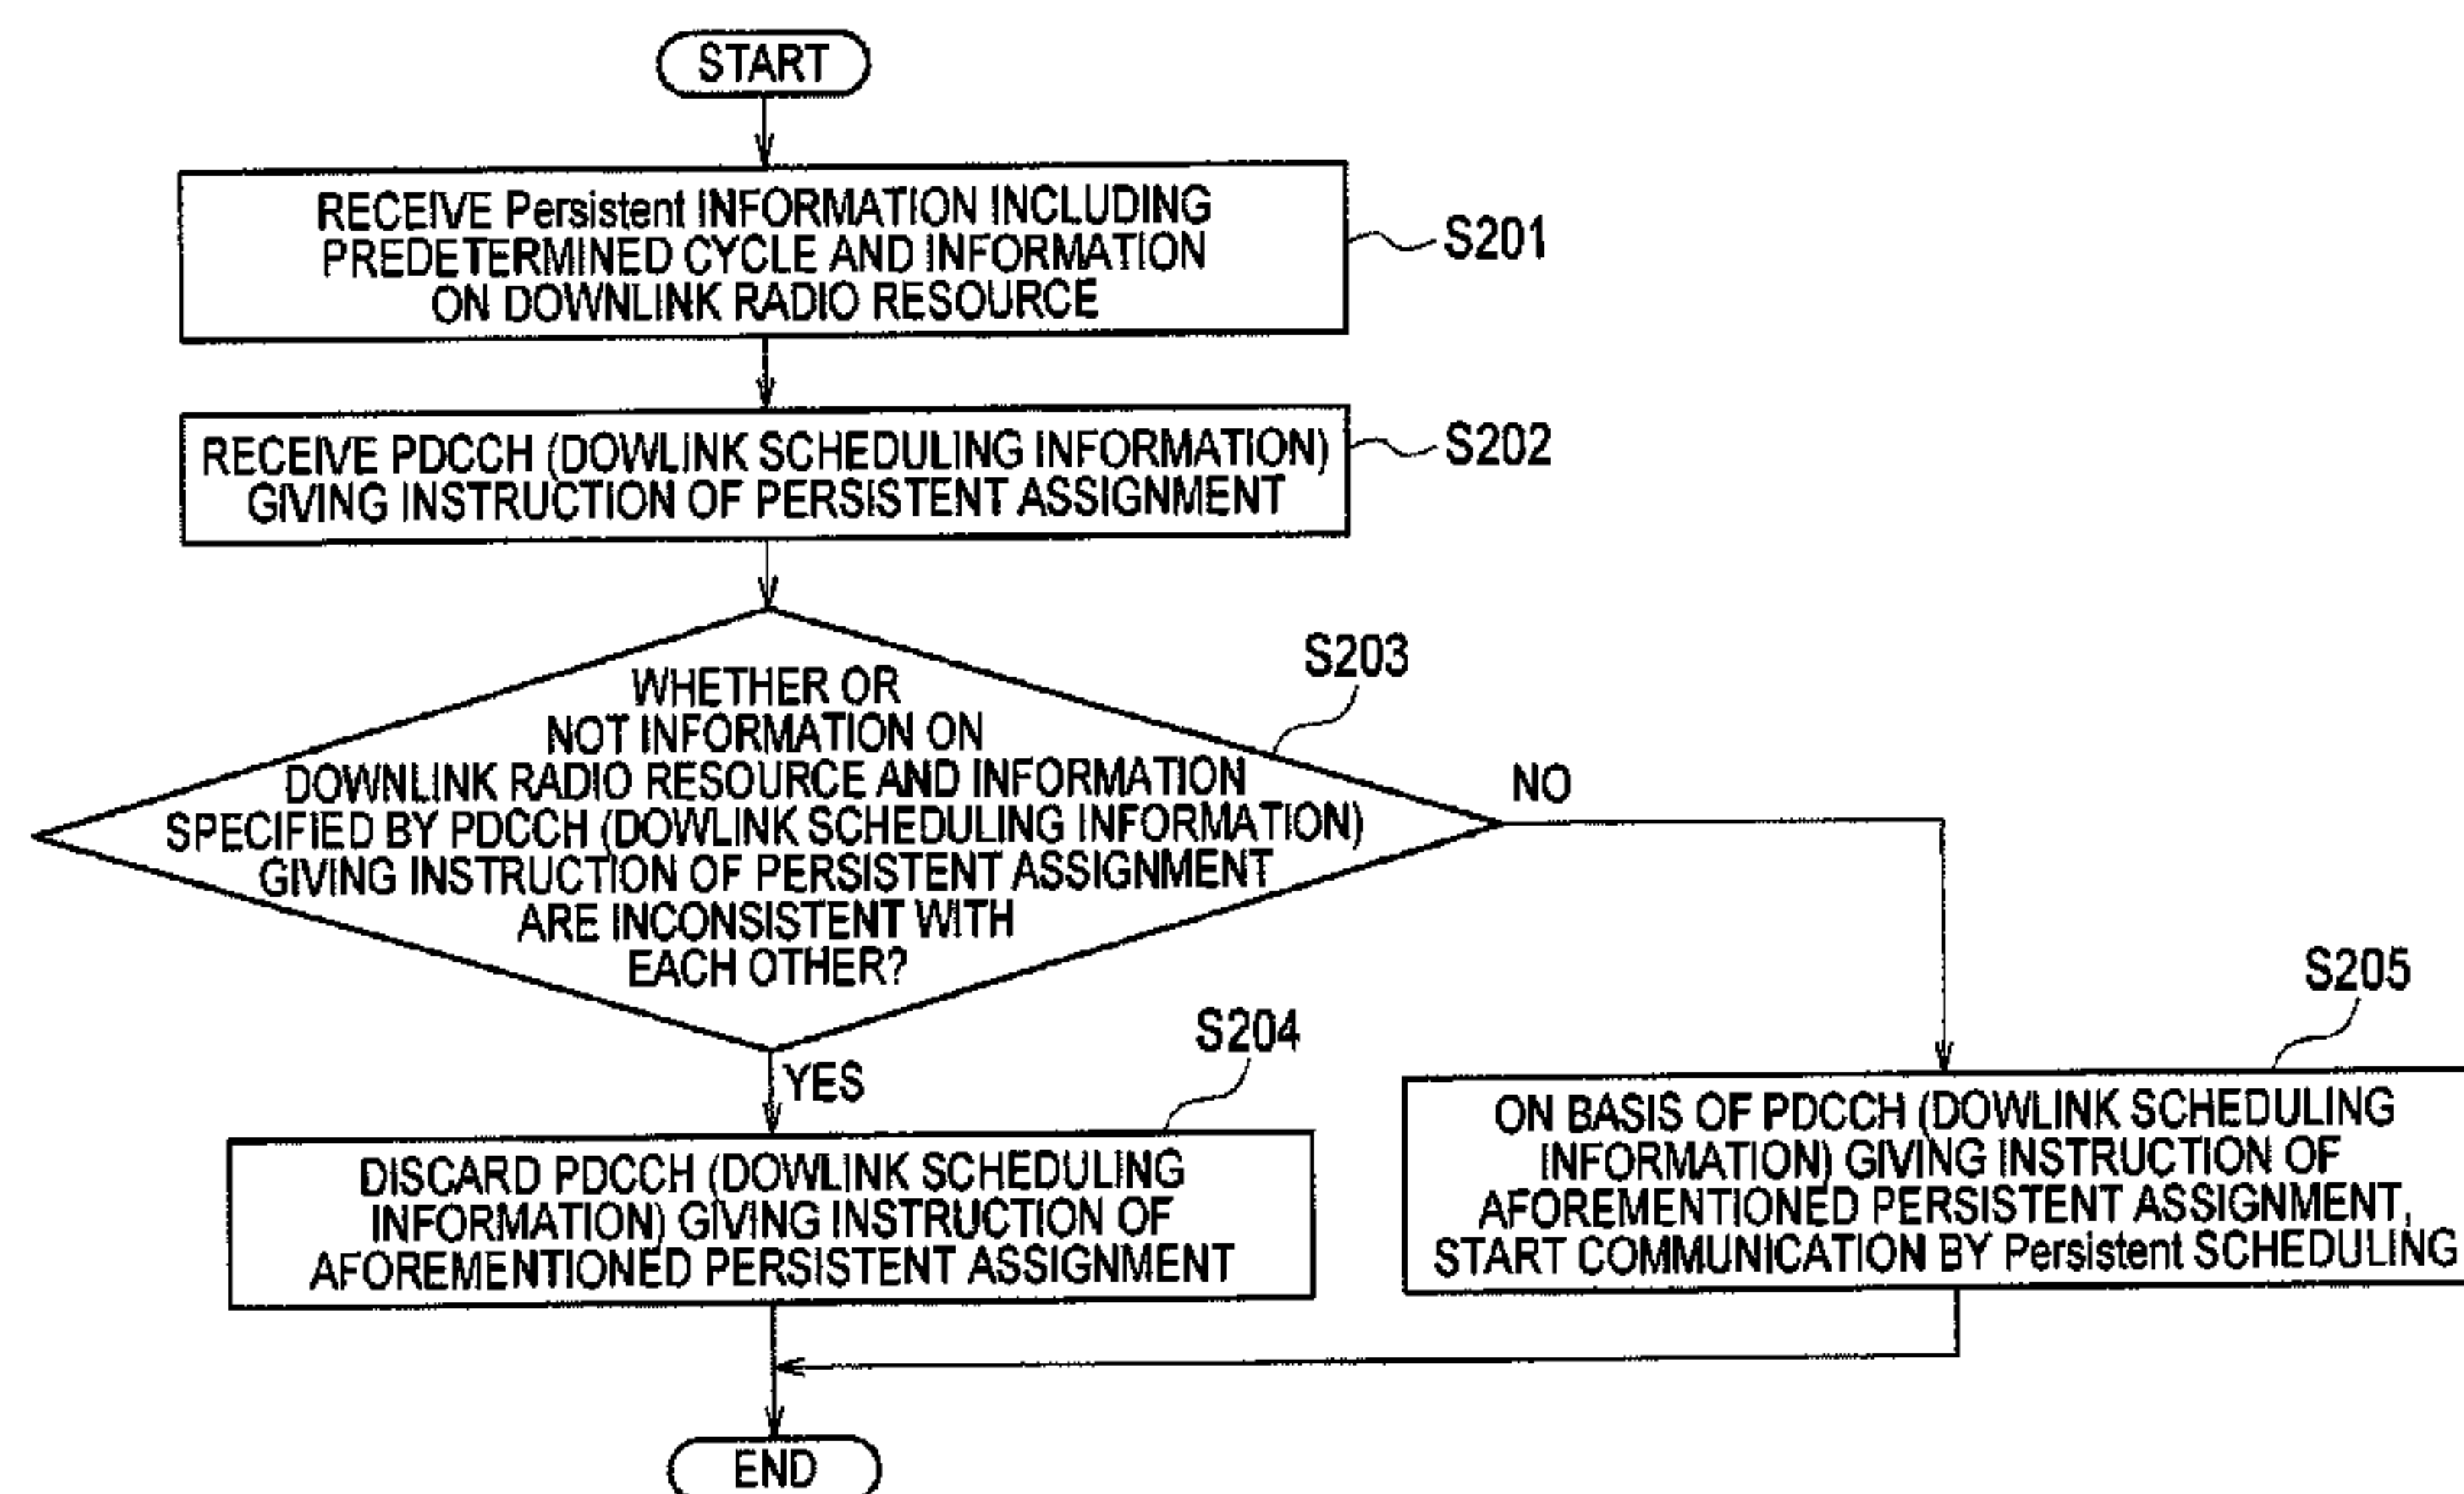 START
RECEIVE Persistent INFORMATION INCLUDING
PREDETERMINED CYCLE AND INFORMATION
ON DOWNLINK RADIO RESOURCE
S201
RECEIVE PDCCH (DOWLINK SCHEDULING INFORMATION)
GIVING INSTRUCTION OF PERSISTENT ASSIGNMENT
S202
WHETHER OR
NOT INFORMATION ON
DOWNLINK RADIO RESOURCE AND INFORMATION
SPECIFIED BY PDCCH (DOWLINK SCHEDULING INFORMATION)
GIVING INSTRUCTION OF PERSISTENT ASSIGNMENT
ARE INCONSISTENT WITH
EACH OTHER?
S203
NO
YES
S204
DISCARD PDCCH (DOWLINK SCHEDULING
INFORMATION) GIVING INSTRUCTION OF
AFOREMENTIONED PERSISTENT ASSIGNMENT
S205
ON BASIS OF PDCCH (DOWLINK SCHEDULING
INFORMATION) GIVING INSTRUCTION OF
AFOREMENTIONED PERSISTENT ASSIGNMENT,
START COMMUNICATION BY Persistent SCHEDULING
END